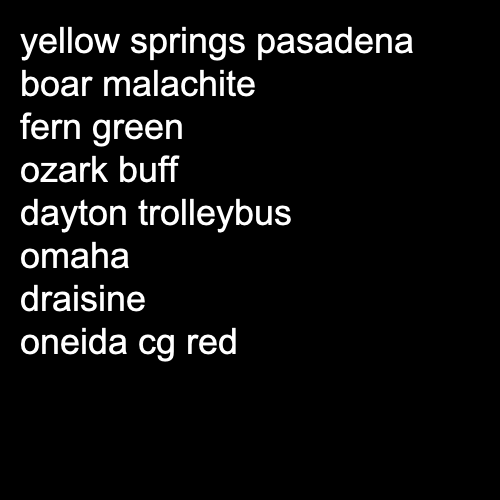 yellow springs pasadena
boar malachite
fern green
ozark buff
dayton trolleybus
omaha
draisine
oneida cg red